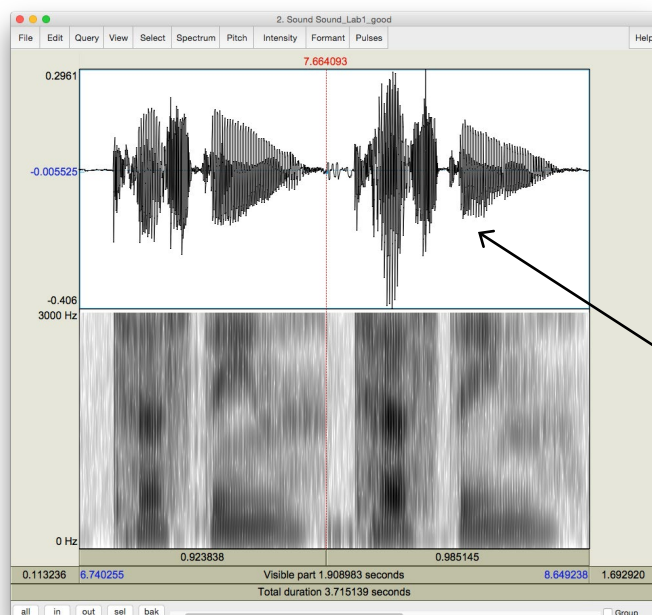 2. Sound Sound_Lab1_good
File Edit Query View Select Spectrum Pitch Intensity Formant Pulses Help
7.664093
0.2961
-0.005525
-0.406
3000 Hz
0 Hz
0.923838 0.985145
0.113236 6.740255 Visible part 1.908983 seconds 8.649238 1.692920
Total duration 3.715139 seconds
all in out sel bak Group